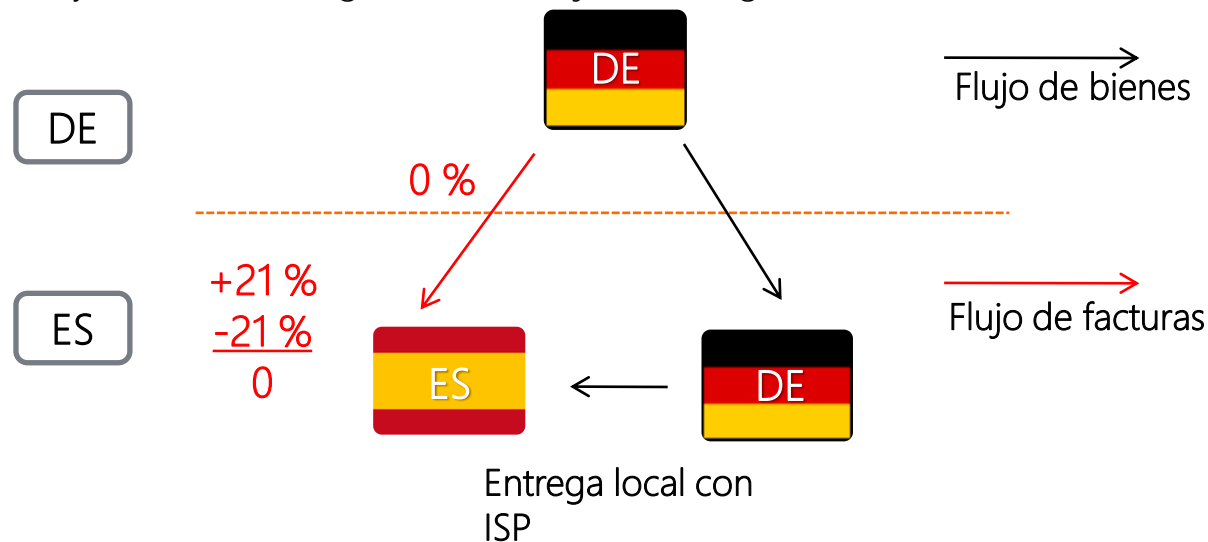 DE
Flujo de bienes
DE
0 %
+21 %
-21 %
0
ES
Flujo de facturas
ES
DE
Entrega local con
ISP